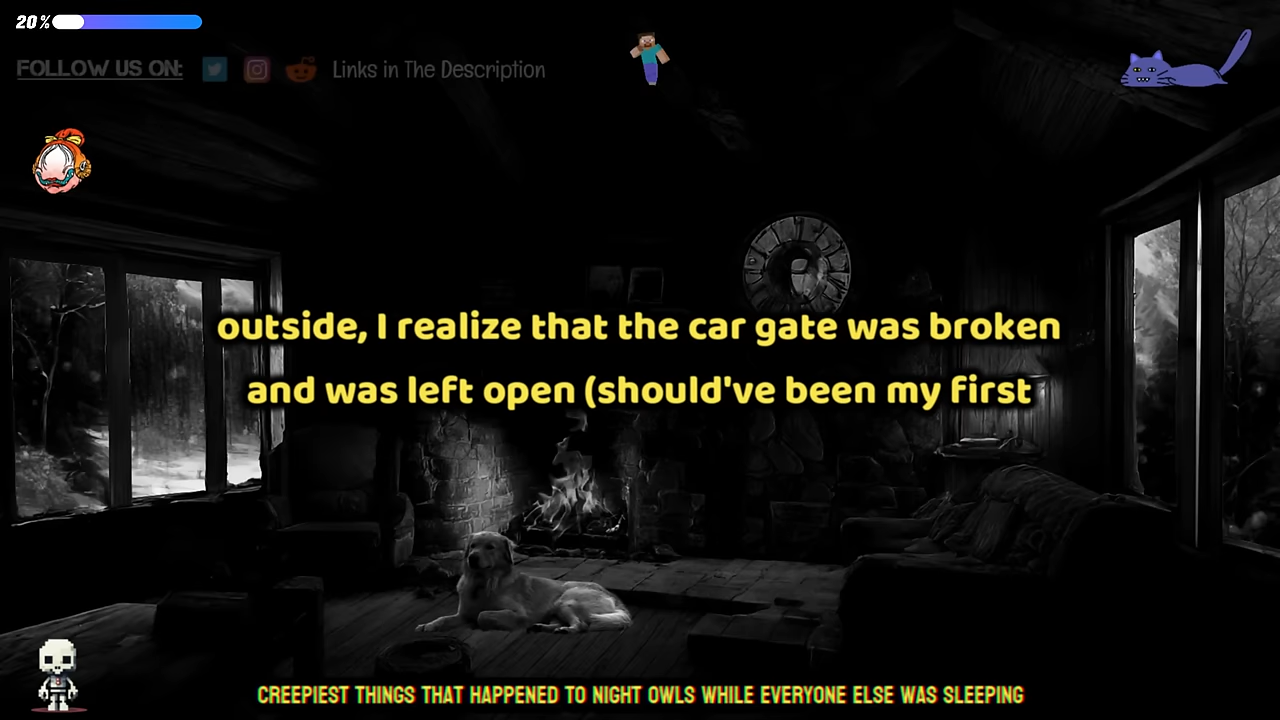 20%
FOLLOW US ON: Links in The Description
outside, I realize that the car gate was broken
and was left open (should've been my first
CREEPIEST THINGS THAT HAPPENED TO NIGHT OWLS WHILE EVERYONE ELSE WAS SLEEPING